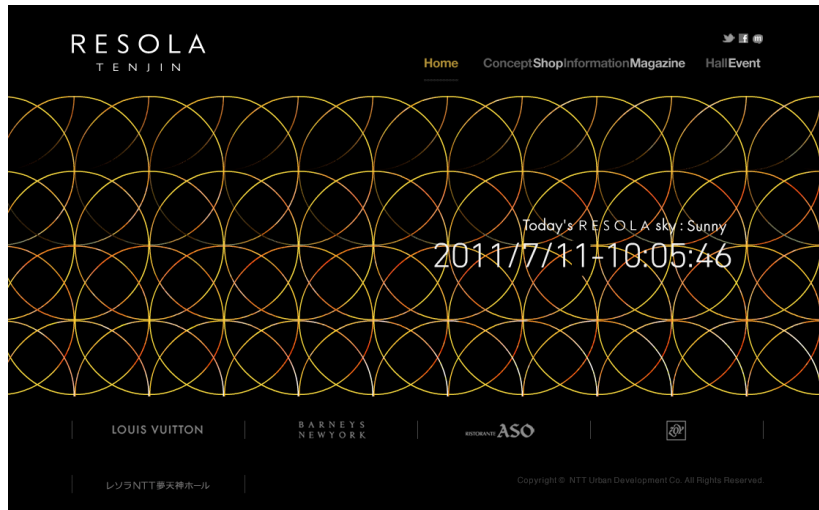 RESOLA
TENJIN
Home Concept Shop Information Magazine Hall Event
Today's RESOLA sky : Sunny
2011/7/11-10:05:46
LOUIS VUITTON
BARNEYS
NEWYORK
RISTORANTE ASO
レソラNTT夢天神ホール
Copyright © NTT Urban Development Co. All Rights Reserved.